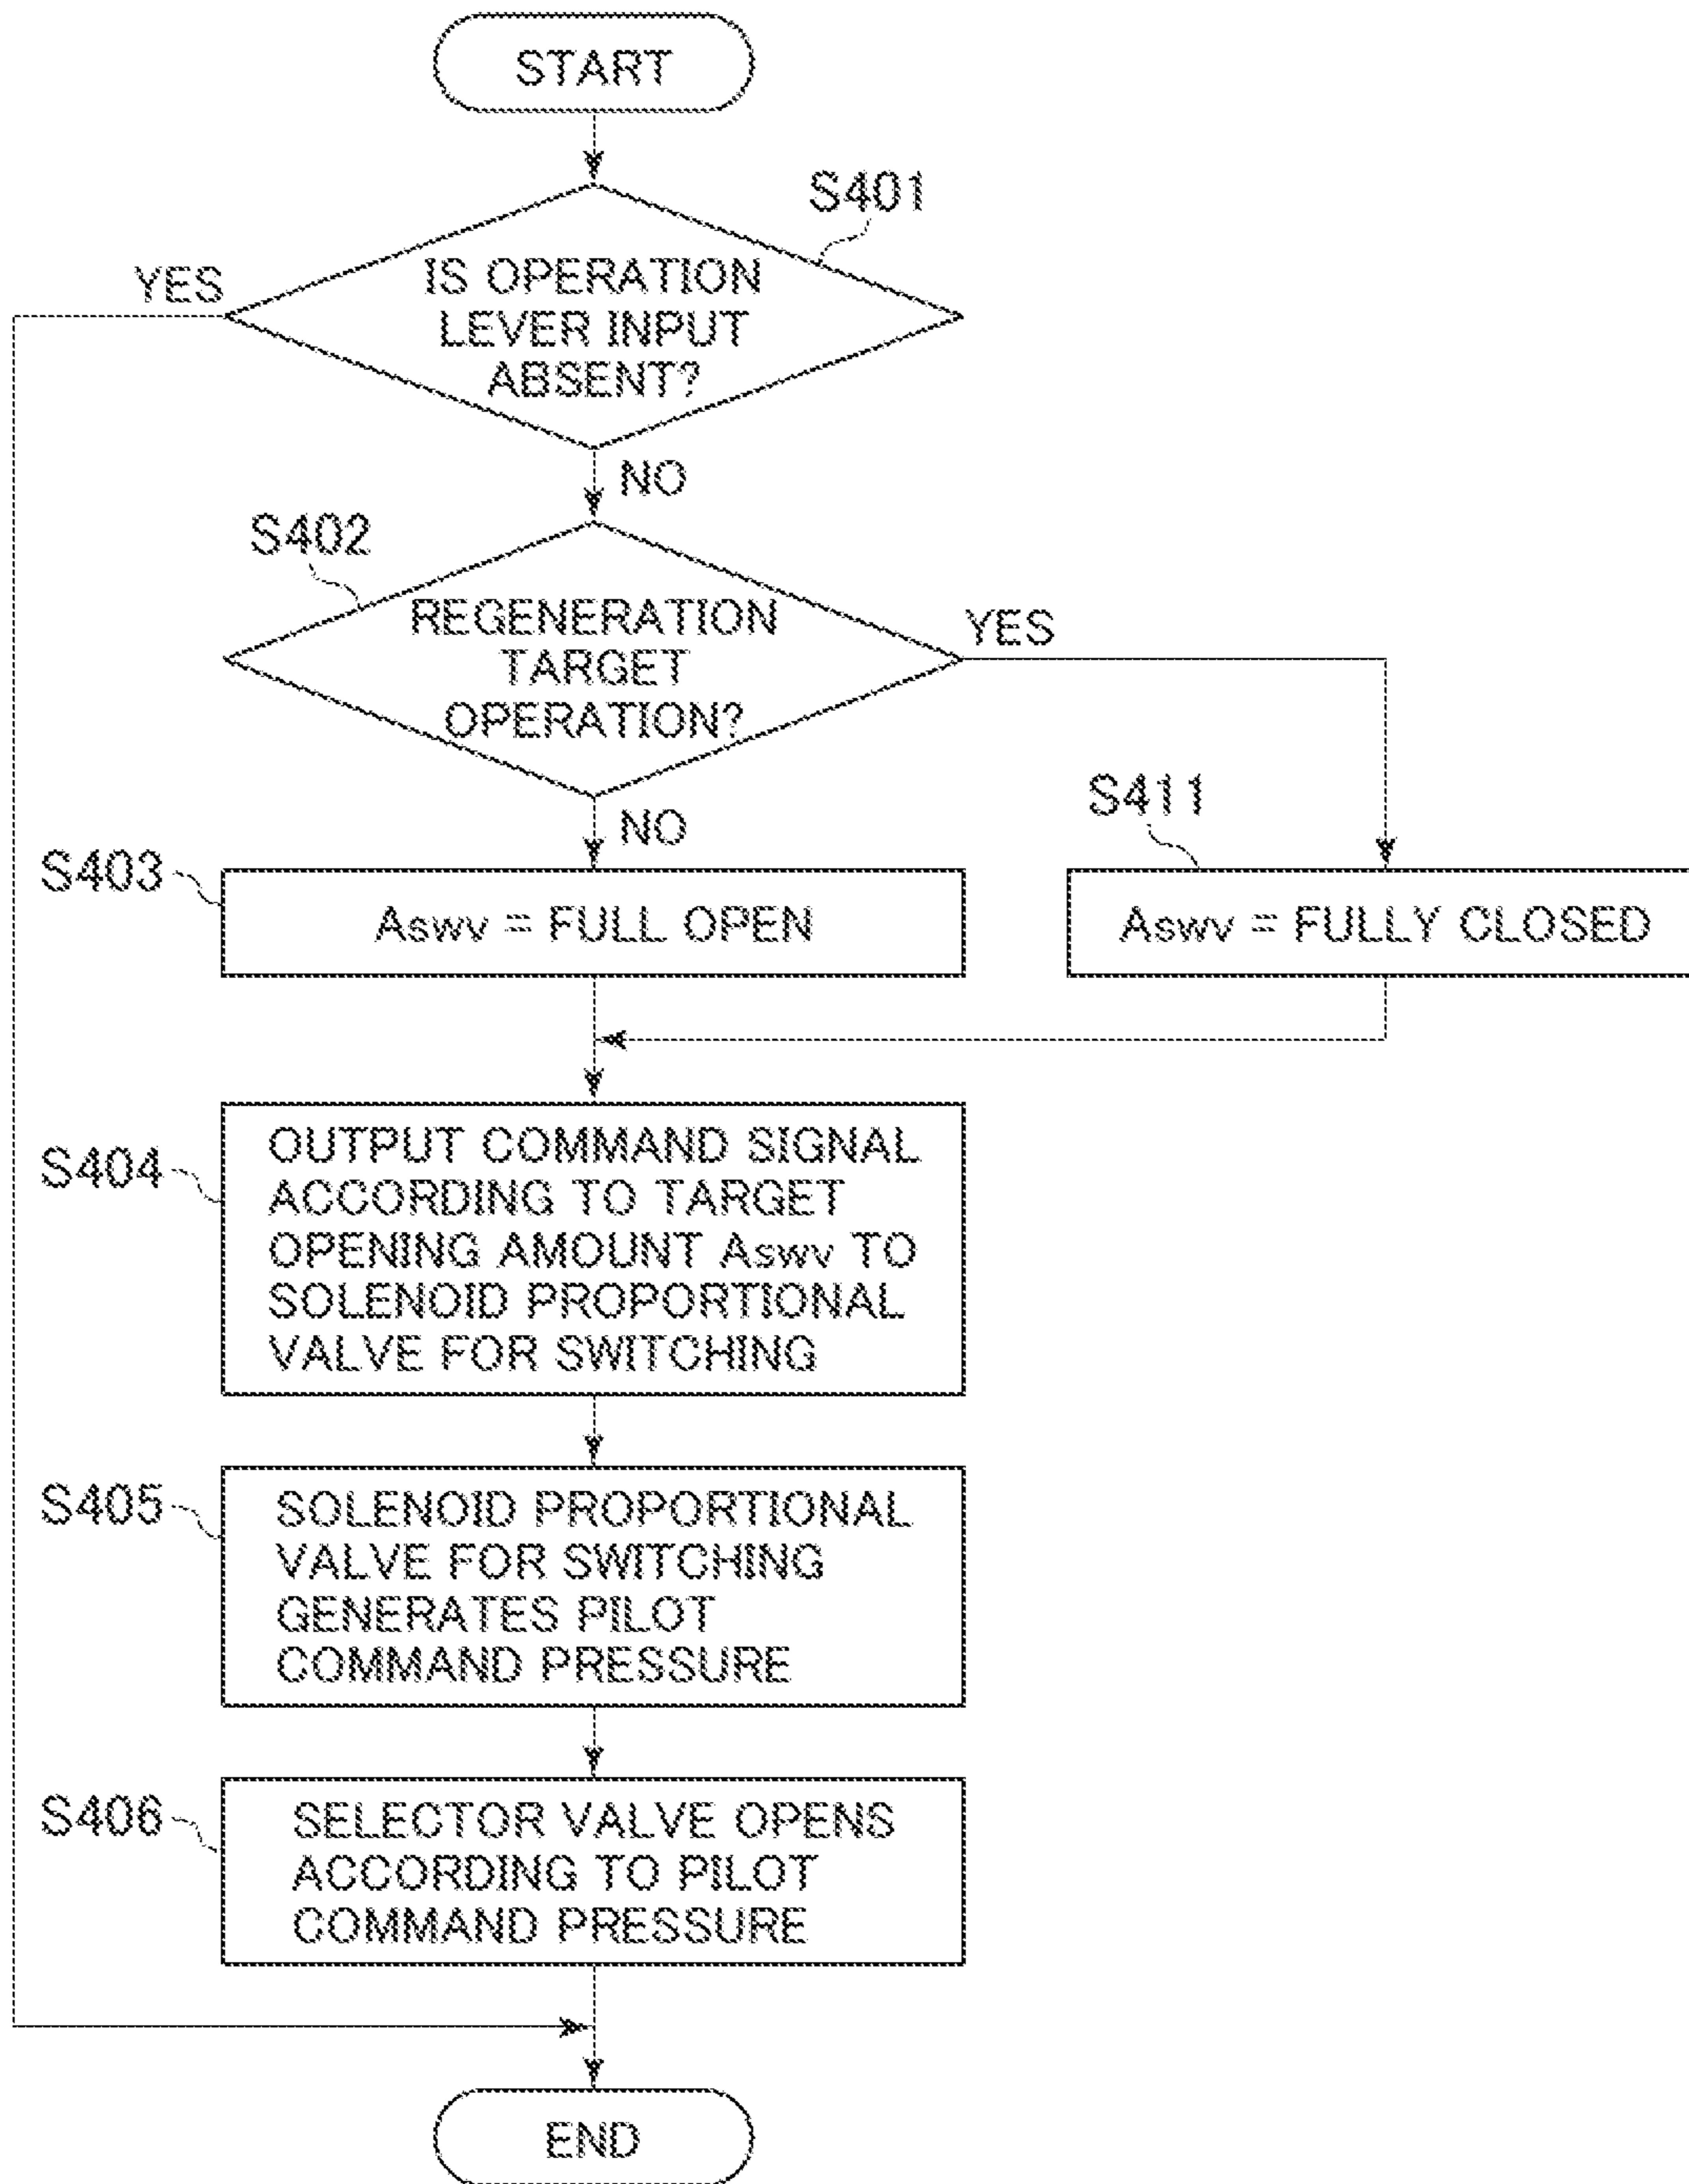 START
S401
YES
IS OPERATION
LEVER INPUT
ABSENT?
NO
S402
REGENERATION
TARGET
OPERATION?
YES
NO
S403
Aswv = FULL OPEN
S411
Aswv = FULLY CLOSED
S404
OUTPUT COMMAND SIGNAL
ACCORDING TO TARGET
OPENING AMOUNT Aswv TO
SOLENOID PROPORTIONAL
VALVE FOR SWITCHING
S405
SOLENOID PROPORTIONAL
VALVE FOR SWITCHING
GENERATES PILOT
COMMAND PRESSURE
S406
SELECTOR VALVE OPENS
ACCORDING TO PILOT
COMMAND PRESSURE
END